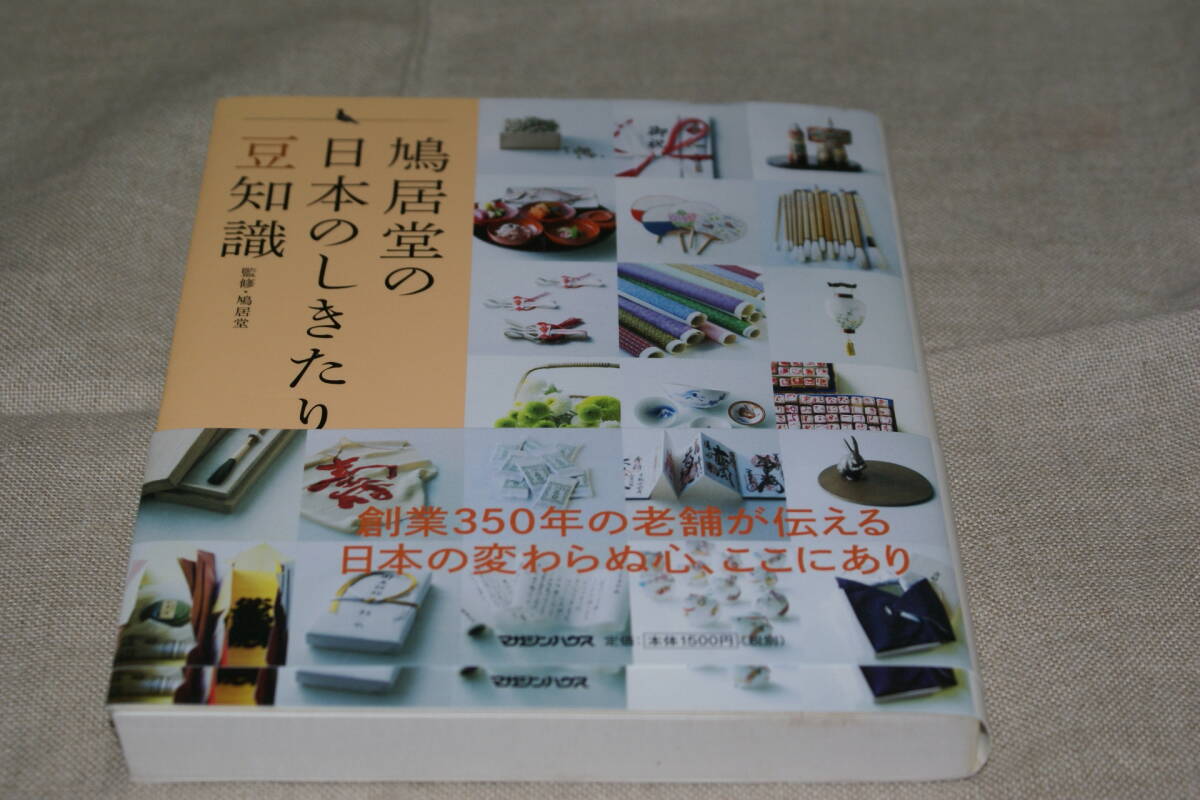 鳩居堂の
日本のしきたり
豆知識
監修・鳩居堂
御祝
創業350年の老舗が伝える
日本の変わらぬ心、ここにあり
マガジンハウス 定価:本体1500円(税別)
マガジンハウス